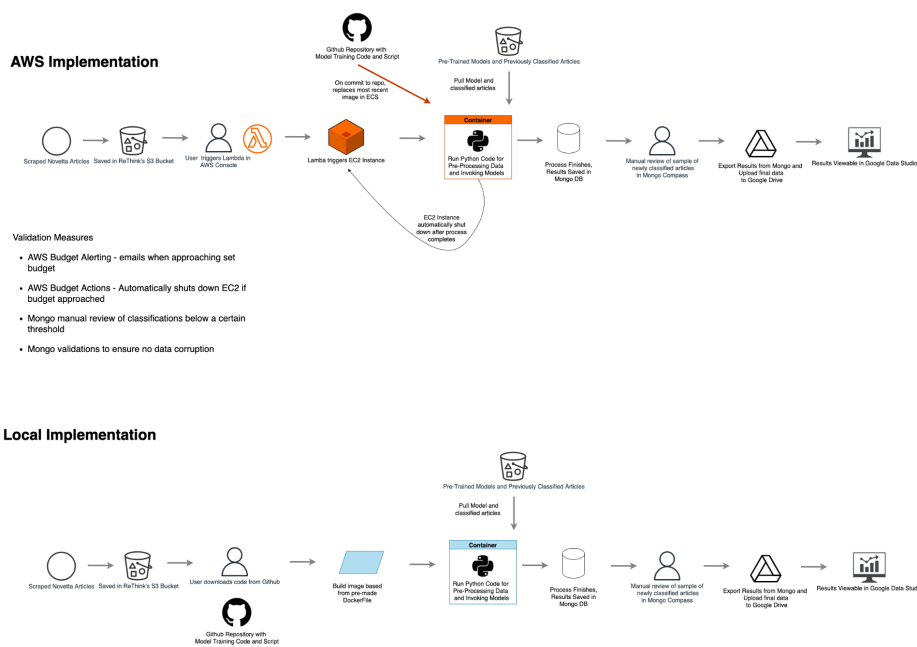 AWS Implementation
Github Repository with
Model Training Code and Script
Pre-Trained Models and Previously Classified Articles
On commit to repo,
replaces most recent
image in ECS
Pull Model and
classified articles
Scraped Novetta Articles
Saved in ReThink's S3 Bucket
User triggers Lambda in
AWS Console
Lamba triggers EC2 Instance
Container
Run Python Code for
Pre-Processing Data
and Invoking Models
Process Finishes,
Results Saved in
Mongo DB
Manual review of sample of
newly classified articles
in Mongo Compass
Export Results from Mongo and
Upload final data
to Google Drive
Results Viewable in Google Data Studio
EC2 Instance
automatically shut
down after process
completes
Validation Measures
• AWS Budget Alerting - emails when approaching set
budget
• AWS Budget Actions - Automatically shuts down EC2 if
budget approached
• Mongo manual review of classifications below a certain
threshold
• Mongo validations to ensure no data corruption
Local Implementation
Pre-Trained Models and Previously Classified Articles
Pull Model and
classified articles
Scraped Novetta Articles
Saved in ReThink's S3 Bucket
User downloads code from Github
Github Repository with
Model Training Code and Script
Build image based
from pre-made
DockerFile
Container
Run Python Code for
Pre-Processing Data
and Invoking Models
Process Finishes,
Results Saved in
Mongo DB
Manual review of sample of
newly classified articles
in Mongo Compass
Export Results from Mongo and
Upload final data
to Google Drive
Results Viewable in Google Data Stud